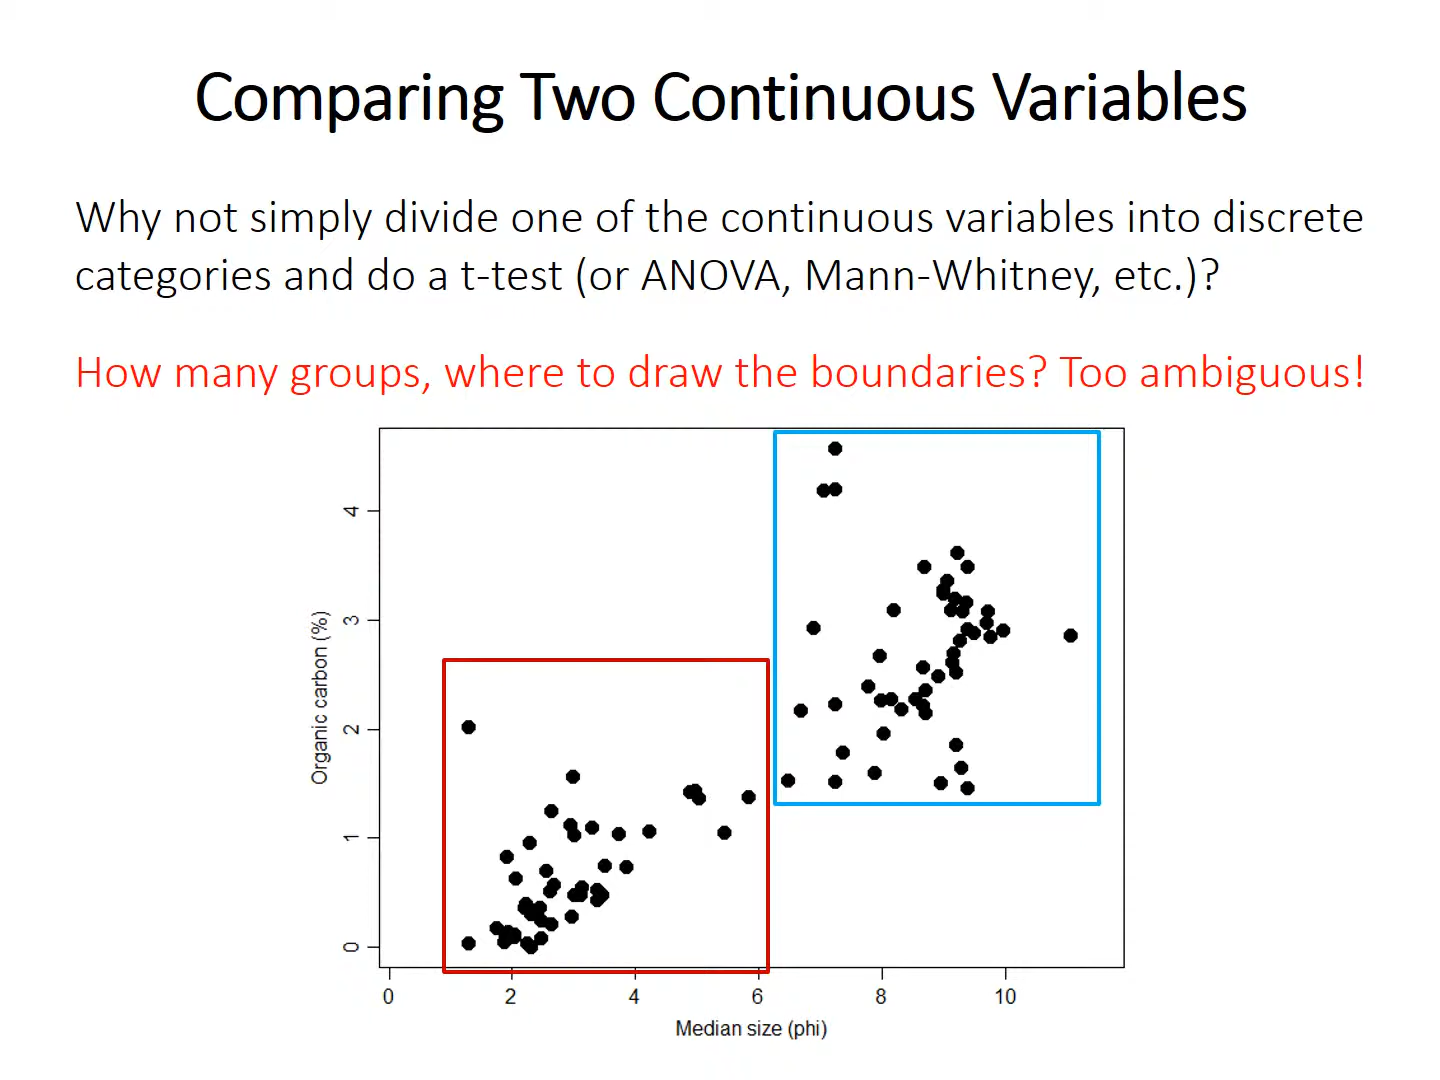 Comparing Two Continuous Variables
Why not simply divide one of the continuous variables into discrete
categories and do a t-test (or ANOVA, Mann-Whitney, etc.)?
How many groups, where to draw the boundaries? Too ambiguous!
Organic carbon (%)
4
3
2
1
0
0 2 4 6 8 10
Median size (phi)